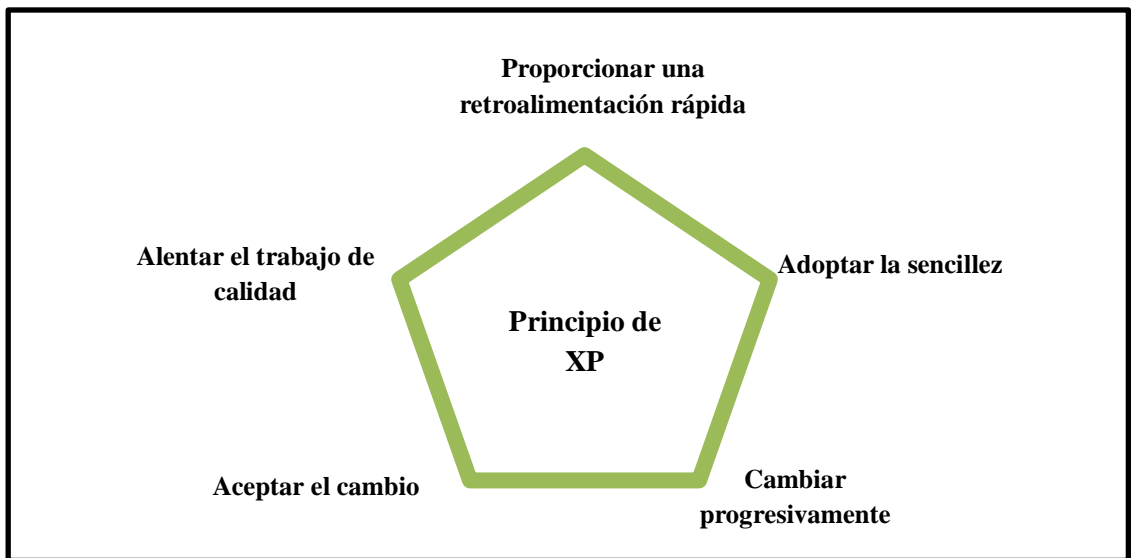 Proporcionar una
retroalimentación rápida
Alentar el trabajo de
calidad
Adoptar la sencillez
Principio de
XP
Aceptar el cambio
Cambiar
progresivamente